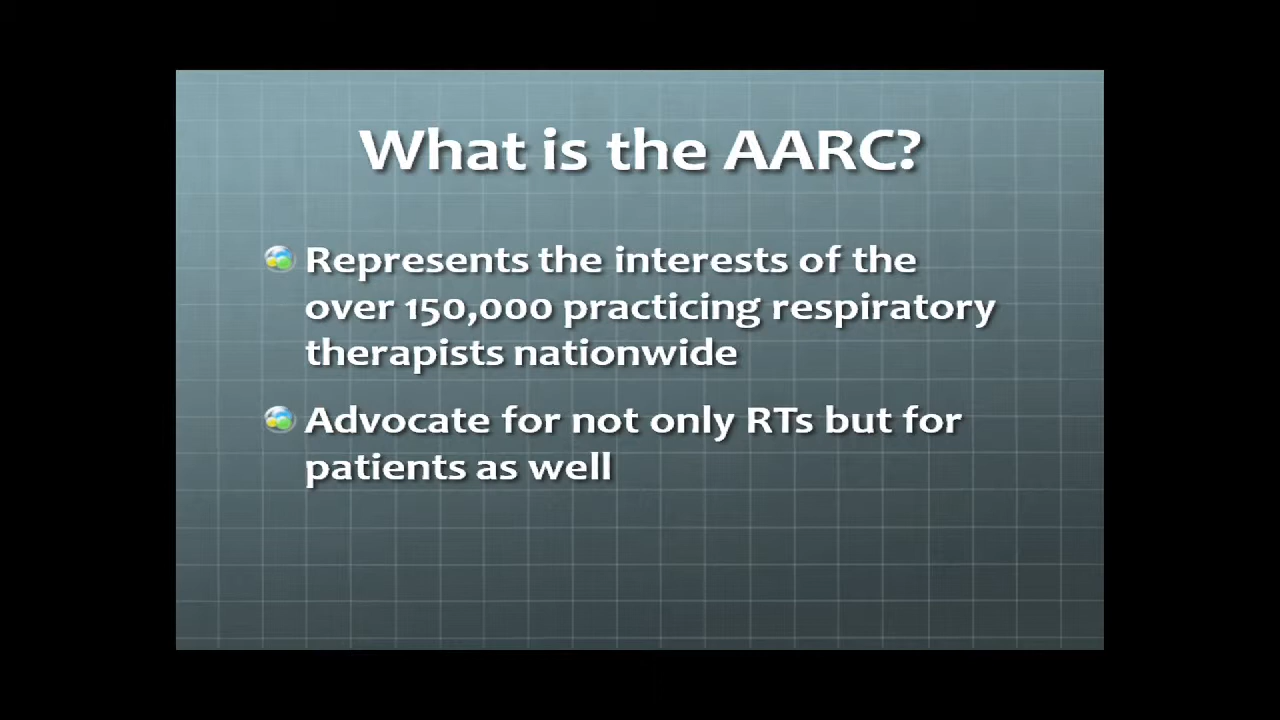 What is the AARC?
Represents the interests of the
over 150,000 practicing respiratory
therapists nationwide
Advocate for not only RTs but for
patients as well